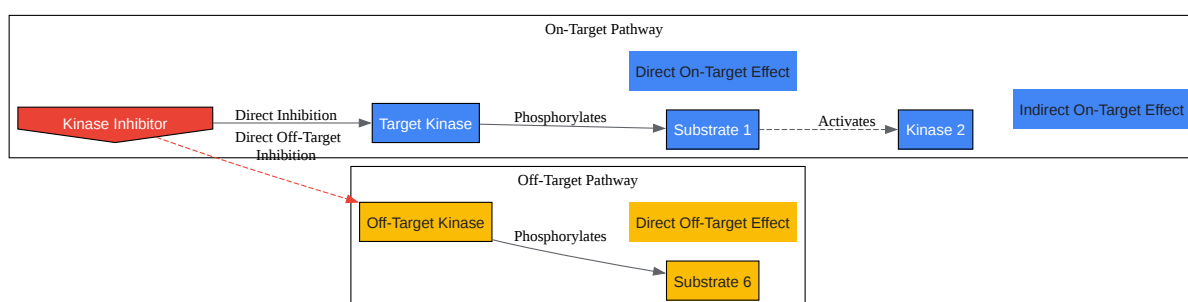 On-Target Pathway
Direct On-Target Effect
Indirect On-Target Effect
Kinase Inhibitor
Direct Inhibition
Target Kinase
Phosphorylates
Substrate 1
Activates
Kinase 2
Direct Off-Target
Inhibition
Off-Target Pathway
Off-Target Kinase
Direct Off-Target Effect
Phosphorylates
Substrate 6